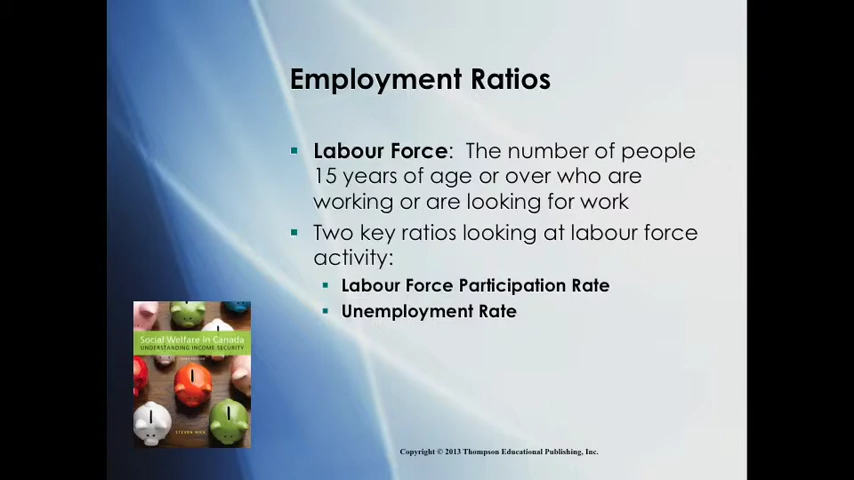 Employment Ratios
Labour Force: The number of people
15 years of age or over who are
working or are looking for work
Two key ratios looking at labour force
activity:
Labour Force Participation Rate
Unemployment Rate
Social Welfare in Canada
UNDERSTANDING INCOME SECURITY
STEVEN HICK
Copyright © 2013 Thompson Educational Publishing, Inc.